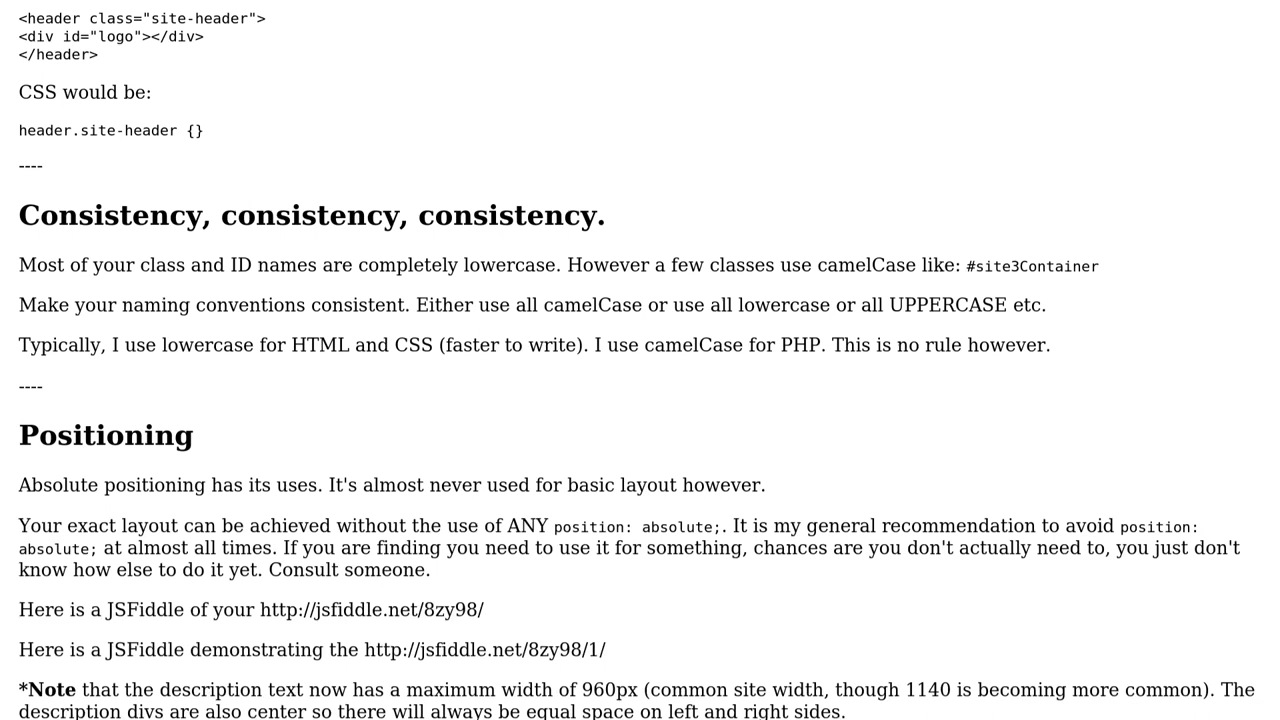 <header class="site-header">
<div id="logo"></div>
</header>
CSS would be:
header.site-header {}
----
Consistency, consistency, consistency.
Most of your class and ID names are completely lowercase. However a few classes use camelCase like: #site3Container
Make your naming conventions consistent. Either use all camelCase or use all lowercase or all UPPERCASE etc.
Typically, I use lowercase for HTML and CSS (faster to write). I use camelCase for PHP. This is no rule however.
----
Positioning
Absolute positioning has its uses. It's almost never used for basic layout however.
Your exact layout can be achieved without the use of ANY position: absolute;. It is my general recommendation to avoid position:
absolute; at almost all times. If you are finding you need to use it for something, chances are you don't actually need to, you just don't
know how else to do it yet. Consult someone.
Here is a JSFiddle of your http://jsfiddle.net/8zy98/
Here is a JSFiddle demonstrating the http://jsfiddle.net/8zy98/1/
*Note that the description text now has a maximum width of 960px (common site width, though 1140 is becoming more common). The
description divs are also center so there will always be equal space on left and right sides.